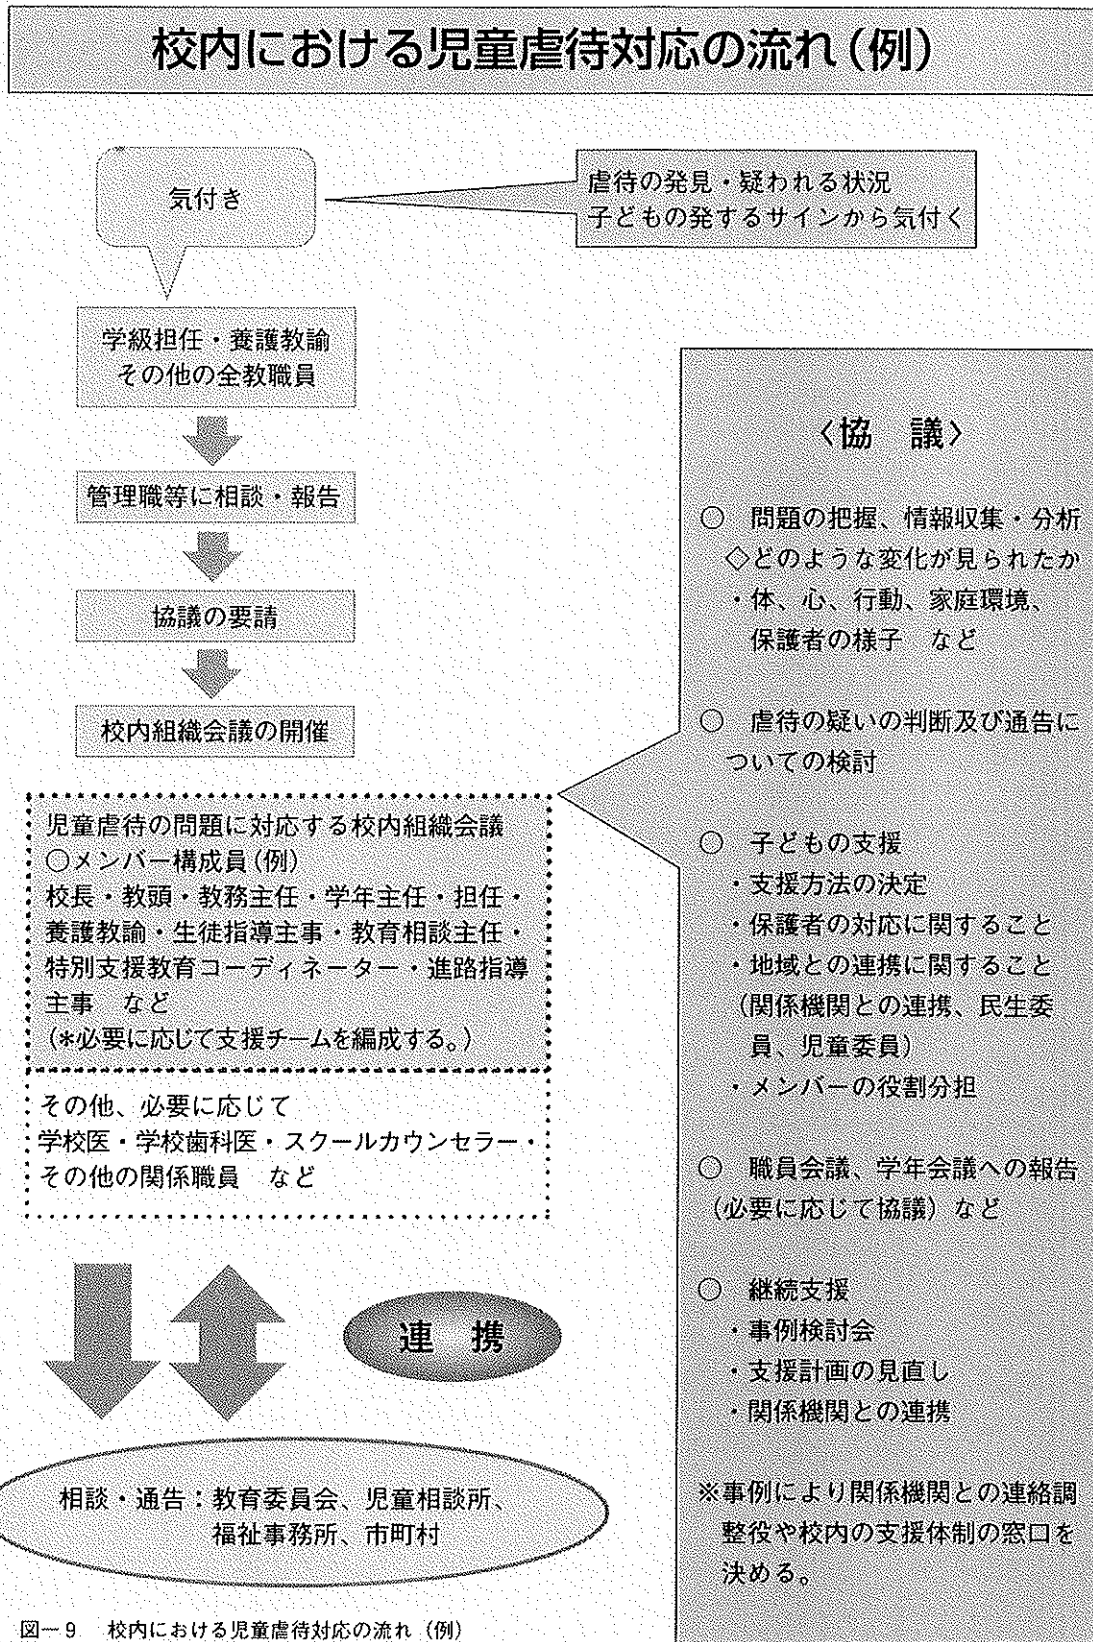 校内における児童虐待対応の流れ(例)
気付き
虐待の発見・疑われる状況
子どもの発するサインから気付く
学級担任・養護教諭
その他の全教職員
管理職等に相談・報告
協議の要請
校内組織会議の開催
児童虐待の問題に対応する校内組織会議
○メンバー構成員(例)
校長・教頭・教務主任・学年主任・担任・
養護教諭・生徒指導主事・教育相談主任・
特別支援教育コーディネーター・進路指導
主事 など
(*必要に応じて支援チームを編成する。)
その他、必要に応じて
学校医・学校歯科医・スクールカウンセラー・
その他の関係職員 など
連 携
相談・通告:教育委員会、児童相談所、
福祉事務所、市町村
〈協 議〉
○ 問題の把握、情報収集・分析
◇どのような変化が見られたか
・体、心、行動、家庭環境、
保護者の様子 など
○ 虐待の疑いの判断及び通告に
ついての検討
○ 子どもの支援
・支援方法の決定
・保護者の対応に関すること
・地域との連携に関すること
(関係機関との連携、民生委
員、児童委員)
・メンバーの役割分担
○ 職員会議、学年会議への報告
(必要に応じて協議)など
○ 継続支援
・事例検討会
・支援計画の見直し
・関係機関との連携
※事例により関係機関との連絡調
整役や校内の支援体制の窓口を
決める。
図ー9 校内における児童虐待対応の流れ(例)